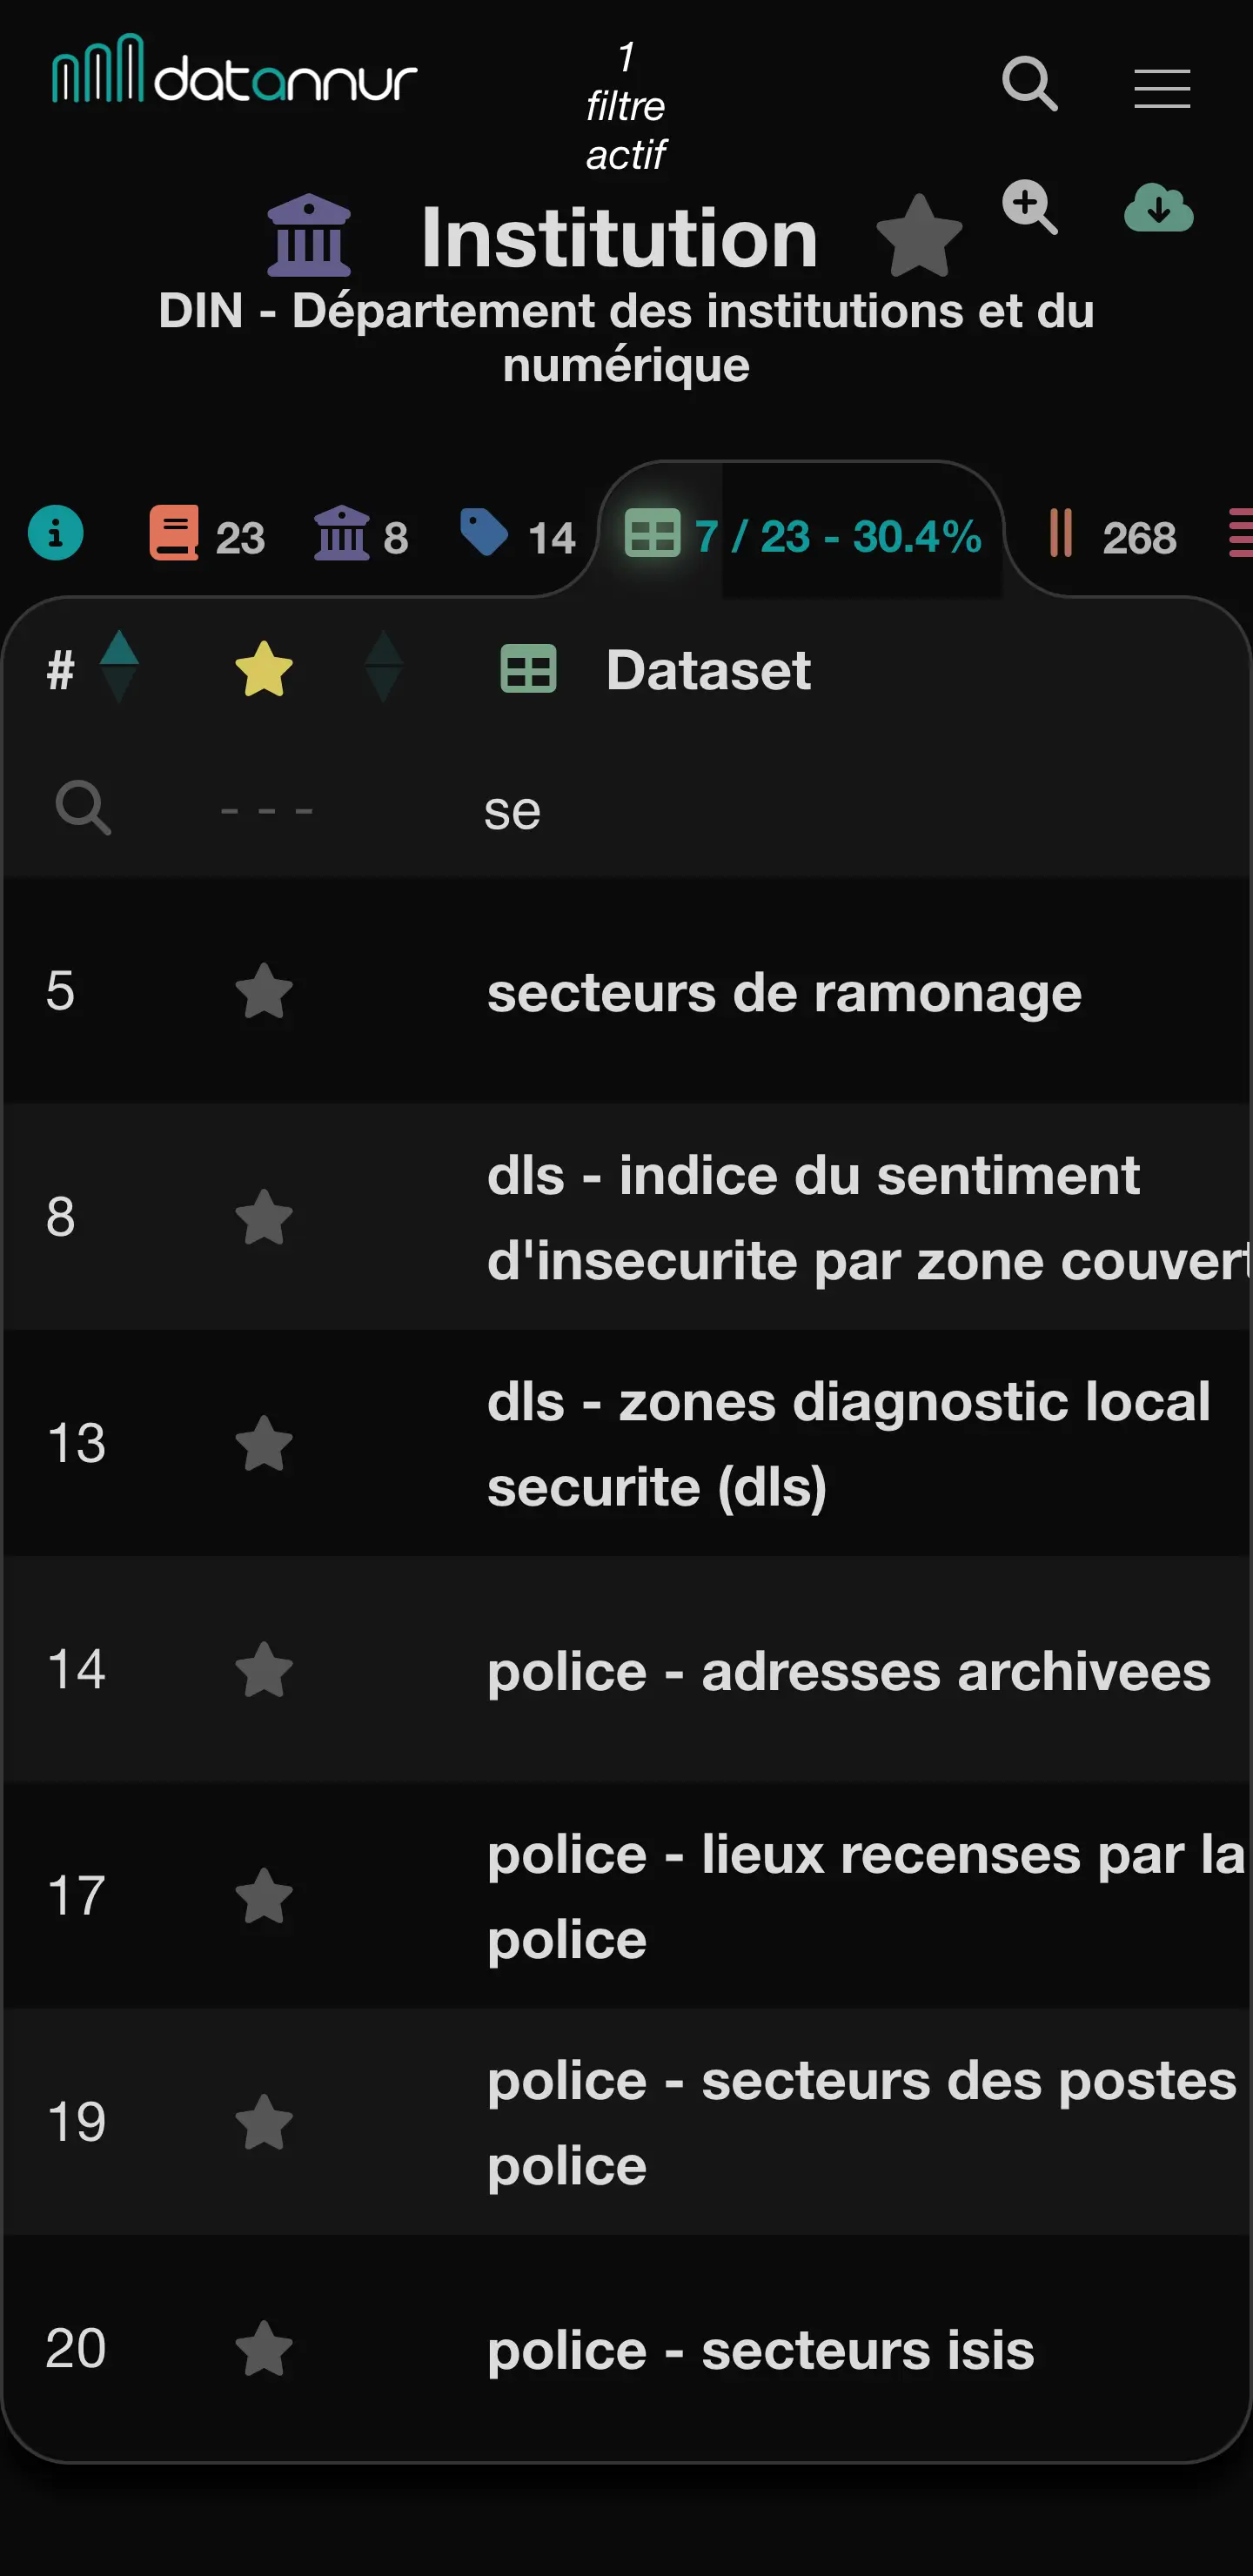 datannur
1
filtre
actif
Institution
DIN - Département des institutions et du
numérique
23 8 14 7 / 23 - 30.4% 268
# Dataset
--- se
5 secteurs de ramonage
8 dls - indice du sentiment
d'insecurite par zone couvert
13 dls - zones diagnostic local
securite (dls)
14 police - adresses archivees
17 police - lieux recenses par la
police
19 police - secteurs des postes
police
20 police - secteurs isis